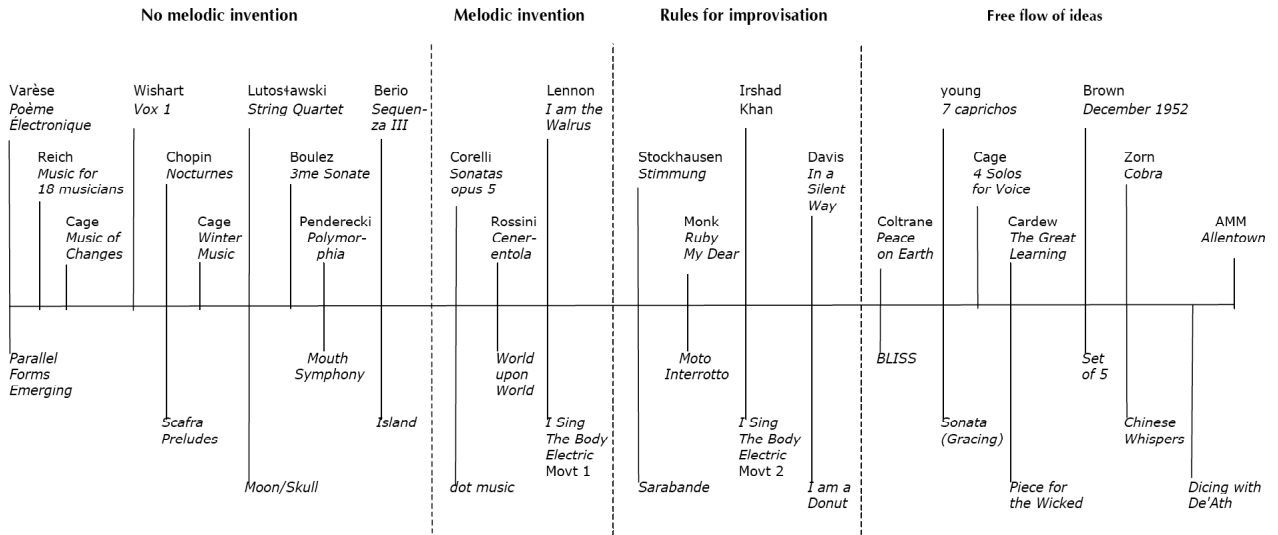 No melodic invention
Melodic invention
Rules for improvisation
Free flow of ideas
Varèse
Poème
Électronique
Wishart
Vox 1
Lutosławski
String Quartet
Berio
Sequen-
za III
Lennon
I am the
Walrus
Irshad
Khan
young
7 caprichos
Brown
December 1952
Reich
Music for
18 musicians
Chopin
Nocturnes
Boulez
3me Sonate
Corelli
Sonatas
opus 5
Stockhausen
Stimmung
Davis
In a
Silent
Way
Cage
4 Solos
for Voice
Zorn
Cobra
Cage
Music of
Changes
Cage
Winter
Music
Penderecki
Polymor-
phia
Rossini
Cener-
entola
Monk
Ruby
My Dear
Coltrane
Peace
on Earth
Cardew
The Great
Learning
AMM
Allentown
Parallel
Forms
Emerging
Mouth
Symphony
World
upon
World
Moto
Interrotto
BLISS
Set
of 5
Scafra
Preludes
Island
I Sing
The Body
Electric
Movt 1
I Sing
The Body
Electric
Movt 2
Sonata
(Gracing)
Chinese
Whispers
Moon/Skull
dot music
Sarabande
I am a
Donut
Piece for
the Wicked
Dicing with
De'Ath